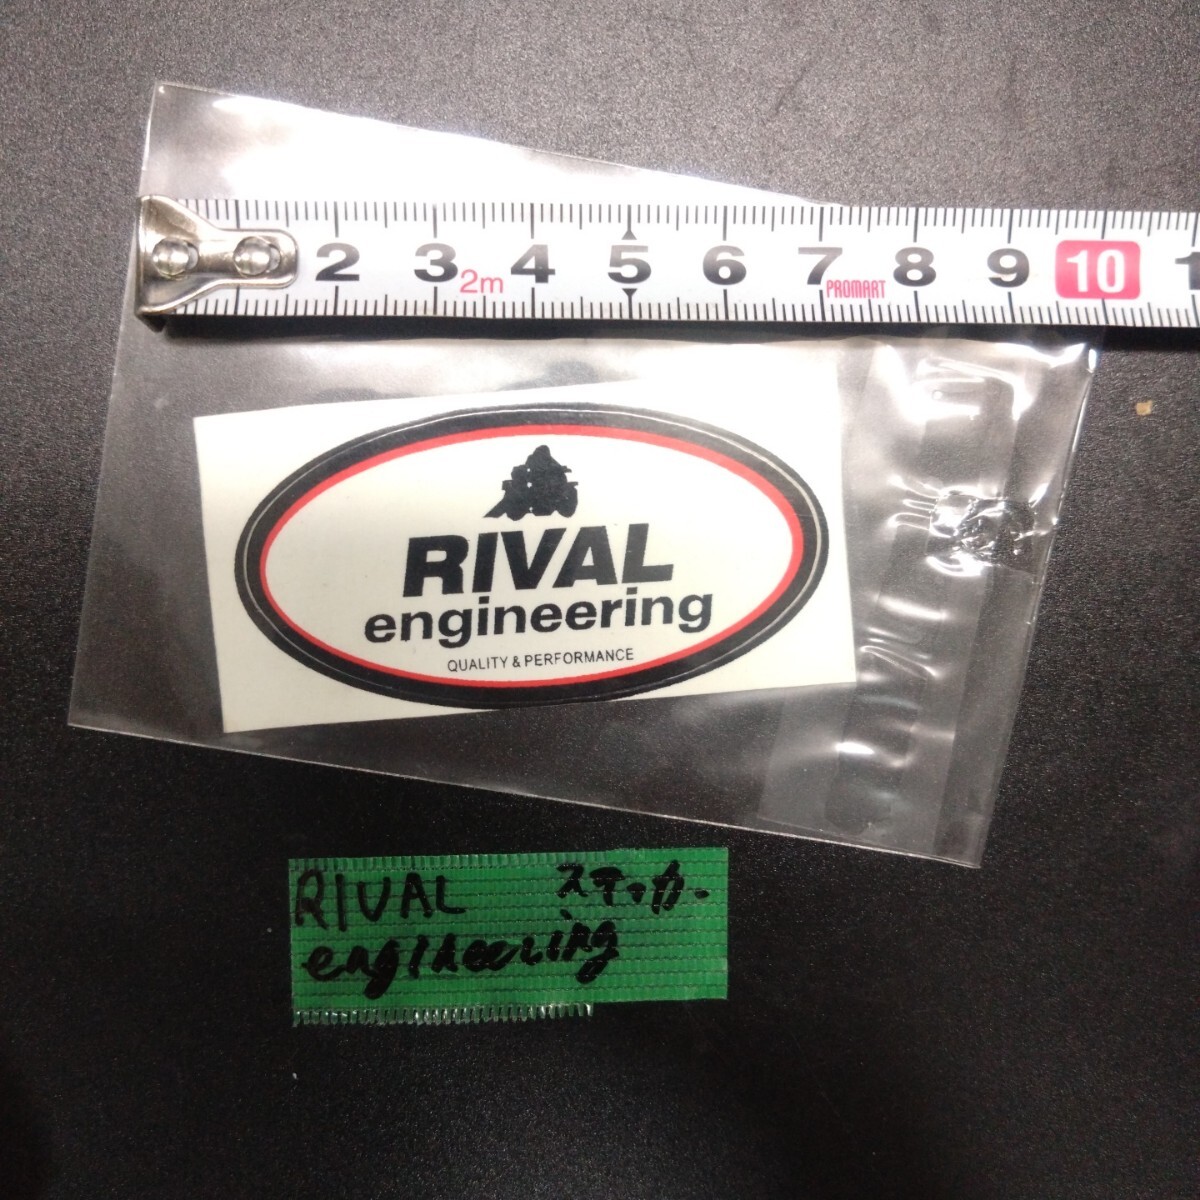 2 3 4 5 6 7 8 9 10 1
2m
PROMART
RIVAL
engineering
QUALITY & PERFORMANCE
RIVAL ステッカー
engineering